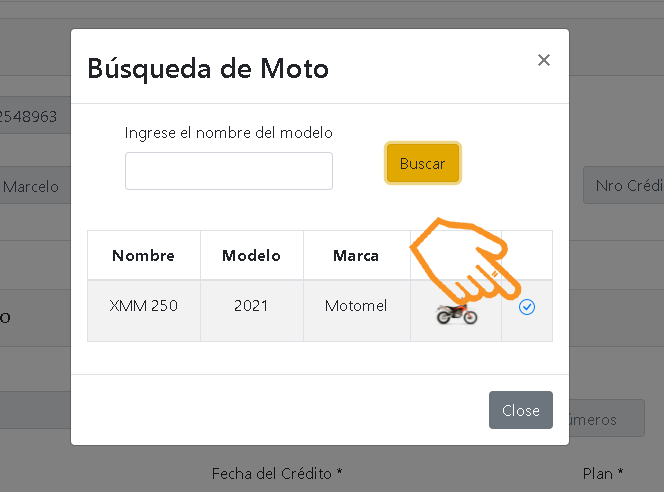 Búsqueda de Moto
×
2548963
Ingrese el nombre del modelo
Buscar
Marcelo
Nro Crédi
Nombre Modelo Marca
XMM 250 2021 Motomel
o
Close
úmeros
Fecha del Crédito *
Plan *